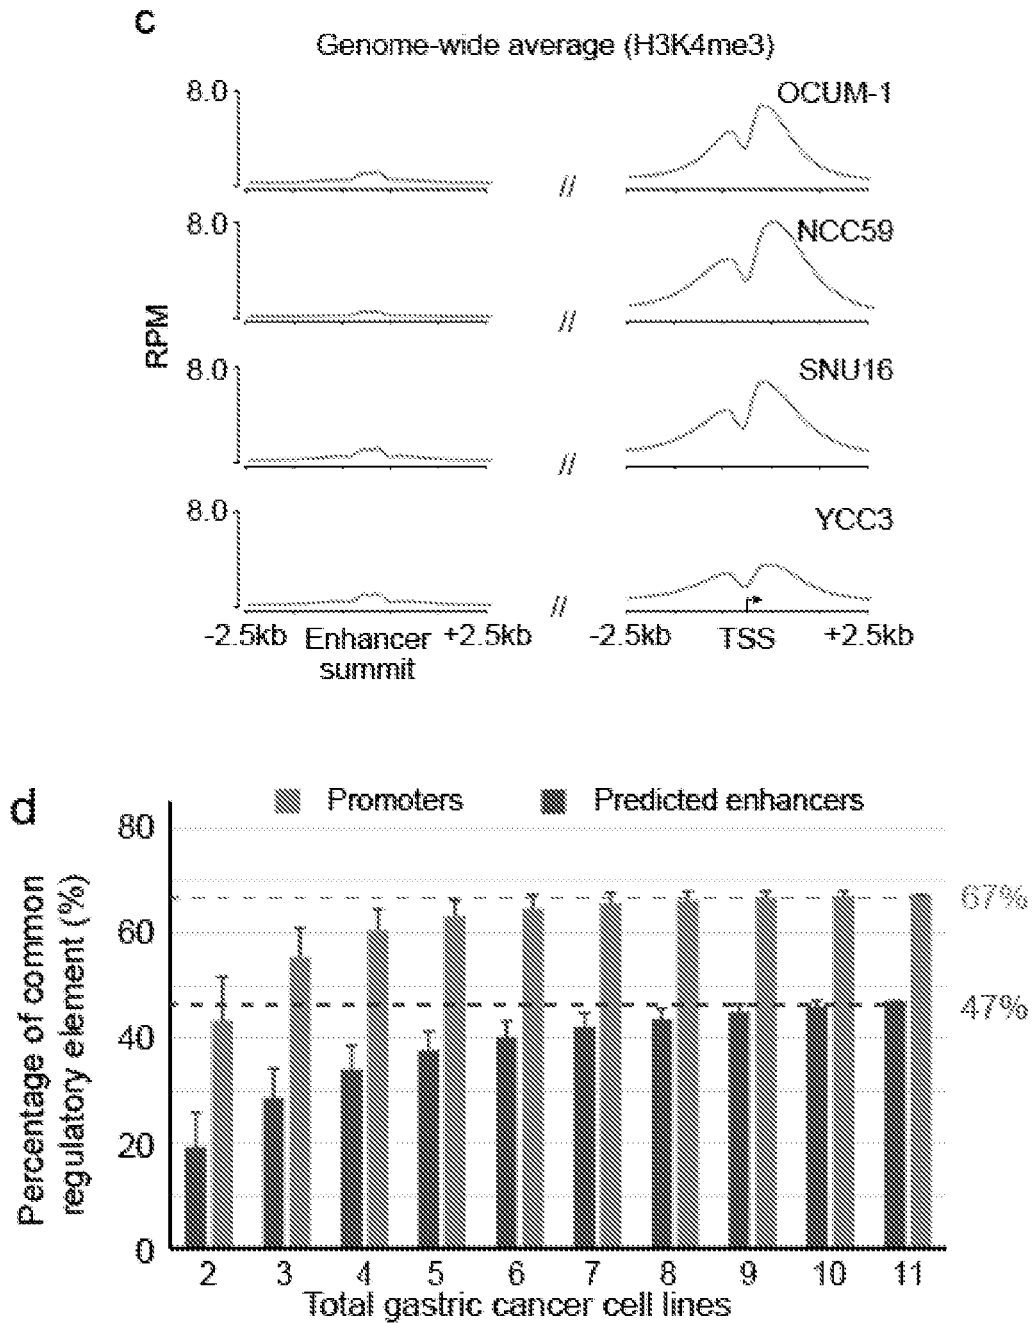 c
Genome-wide average (H3K4me3)
8.0
OCUM-1
//
8.0
NCC59
//
RPM
8.0
SNU16
//
8.0
YCC3
//
-2.5kb Enhancer summit +2.5kb
-2.5kb TSS +2.5kb
d
Promoters Predicted enhancers
Percentage of common
regulatory element (%)
80
67%
60
47%
40
20
0
2 3 4 5 6 7 8 9 10 11
Total gastric cancer cell lines